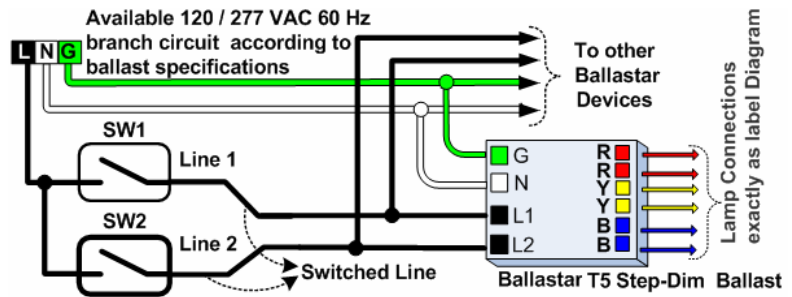 Available 120 / 277 VAC 60 Hz
branch circuit according to
ballast specifications
L N G
To other
Ballastar
Devices
SW1
Line 1
SW2
Line 2
Switched Line
G
N
L1
L2
R
R
Y
Y
B
B
Ballastar T5 Step-Dim Ballast
Lamp Connections
exactly as label Diagram